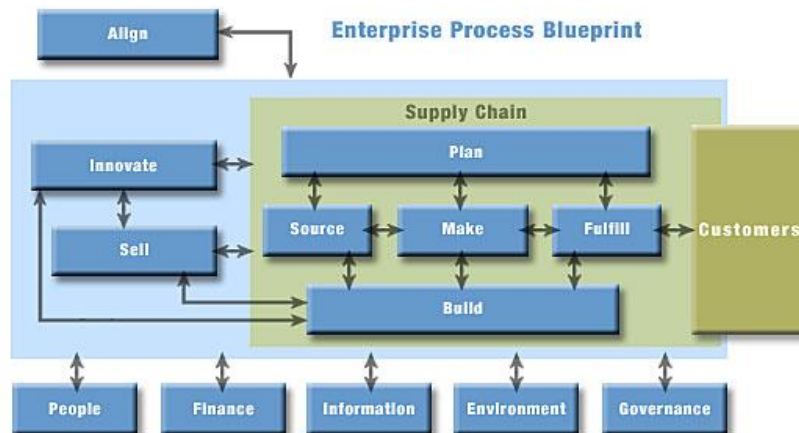 Align
Enterprise Process Blueprint
Supply Chain
Plan
Innovate
Source
Make
Fulfill
Customers
Sell
Build
People
Finance
Information
Environment
Governance